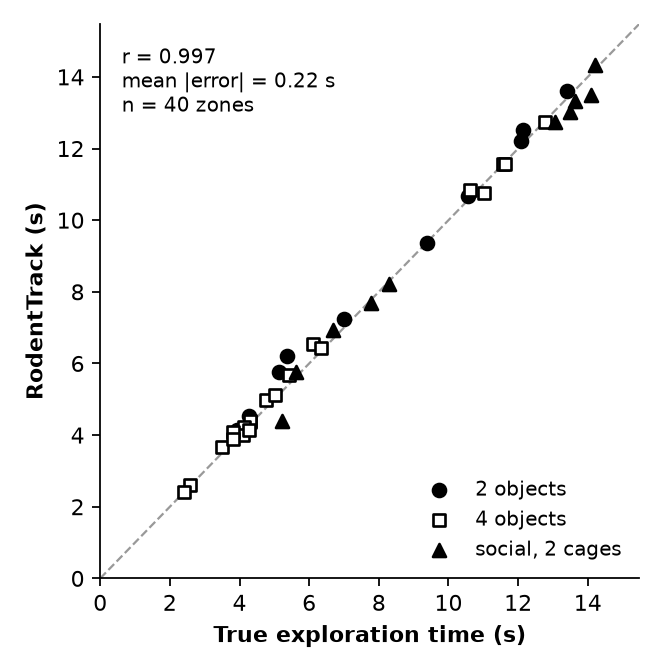 r = 0.997
mean |error| = 0.22 s
n = 40 zones
RodentTrack (s)
14
12
10
8
6
4
2
0
2 objects
4 objects
social, 2 cages
0 2 4 6 8 10 12 14
True exploration time (s)